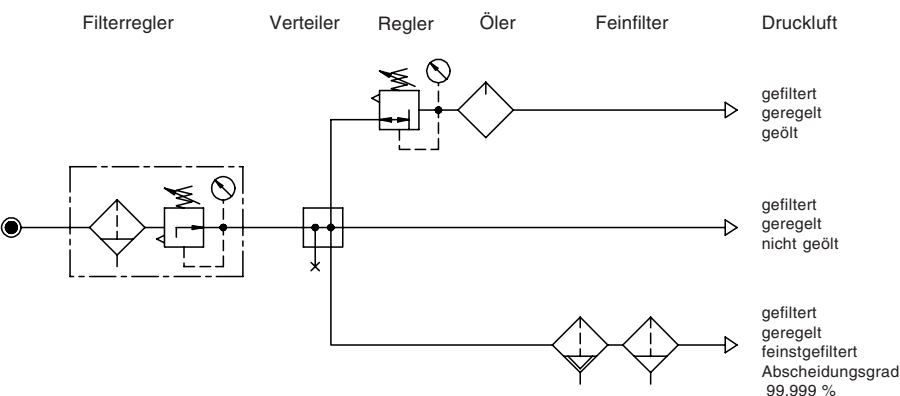 Filterregler Verteiler Regler Öler Feinfilter Druckluft
gefiltert
geregelt
geölt
gefiltert
geregelt
nicht geölt
gefiltert
geregelt
feinstgefiltert
Abscheidungsgrad
99.999 %